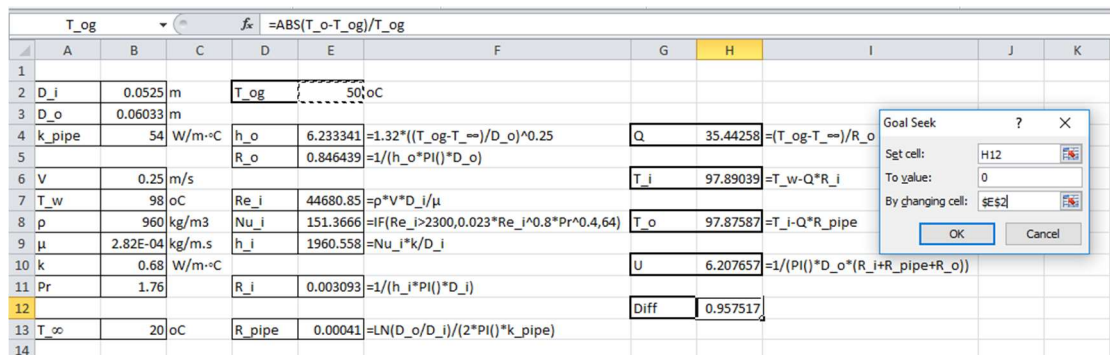 T_og fx =ABS(T_o-T_og)/T_og
A B C D E F G H I J K
1
2 D_i 0.0525 m T_og 50 oC
3 D_o 0.06033 m
4 k_pipe 54 W/m·∘C h_o 6.233341 =1.32*((T_og-T_∞)/D_o)^0.25 Q 35.44258 =(T_og-T_∞)/R_o
5 R_o 0.846439 =1/(h_o*PI()*D_o)
6 V 0.25 m/s T_i 97.89039 =T_w-Q*R_i
7 T_w 98 oC Re_i 44680.85 =ρ*V*D_i/μ
8 ρ 960 kg/m3 Nu_i 151.3666 =IF(Re_i>2300,0.023*Re_i^0.8*Pr^0.4,64) T_o 97.87587 =T_i-Q*R_pipe
9 μ 2.82E-04 kg/m.s h_i 1960.558 =Nu_i*k/D_i
10 k 0.68 W/m·∘C U 6.207657 =1/(PI()*D_o*(R_i+R_pipe+R_o))
11 Pr 1.76 R_i 0.003093 =1/(h_i*PI()*D_i)
12 Diff 0.957517
13 T_∞ 20 oC R_pipe 0.00041 =LN(D_o/D_i)/(2*PI()*k_pipe)
14
Goal Seek ? X
Set cell: H12
To value: 0
By changing cell: $E$2
OK Cancel